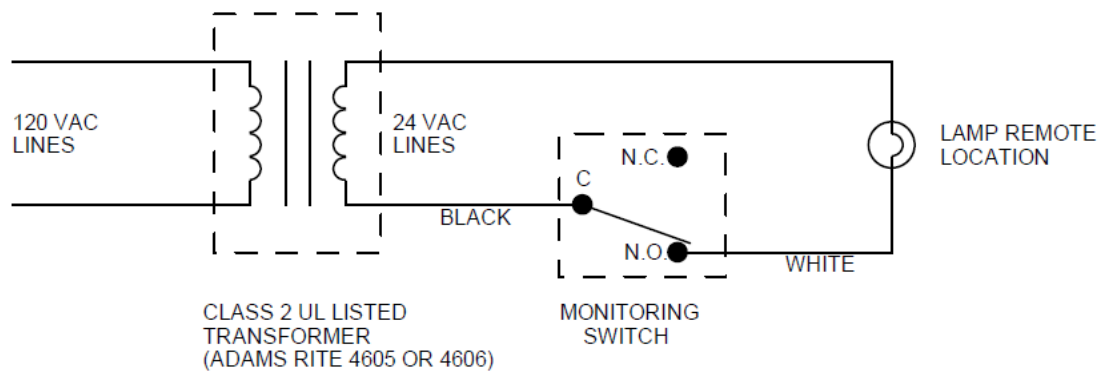 120 VAC
LINES
24 VAC
LINES
N.C.
C
N.O.
BLACK
WHITE
LAMP REMOTE
LOCATION
CLASS 2 UL LISTED
TRANSFORMER
(ADAMS RITE 4605 OR 4606)
MONITORING
SWITCH